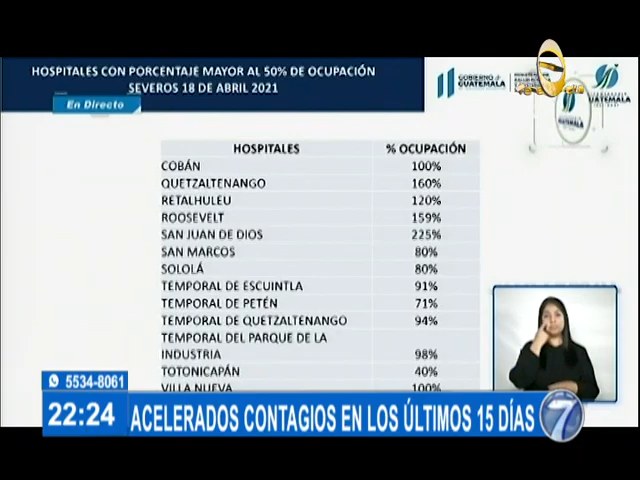 HOSPITALES CON PORCENTAJE MAYOR AL 50% DE OCUPACIÓN
SEVEROS 18 DE ABRIL 2021
En Directo
GOBIERNO de
GUATEMALA
GUATEMALA
HOSPITALES % OCUPACIÓN
COBÁN 100%
QUETZALTENANGO 160%
RETALHULEU 120%
ROOSEVELT 159%
SAN JUAN DE DIOS 225%
SAN MARCOS 80%
SOLOLÁ 80%
TEMPORAL DE ESCUINTLA 91%
TEMPORAL DE PETÉN 71%
TEMPORAL DE QUETZALTENANGO 94%
TEMPORAL DEL PARQUE DE LA
INDUSTRIA 98%
TOTONICAPÁN 40%
VILLA NUEVA 100%
5534-8061
22:24 ACELERADOS CONTAGIOS EN LOS ÚLTIMOS 15 DÍAS 7